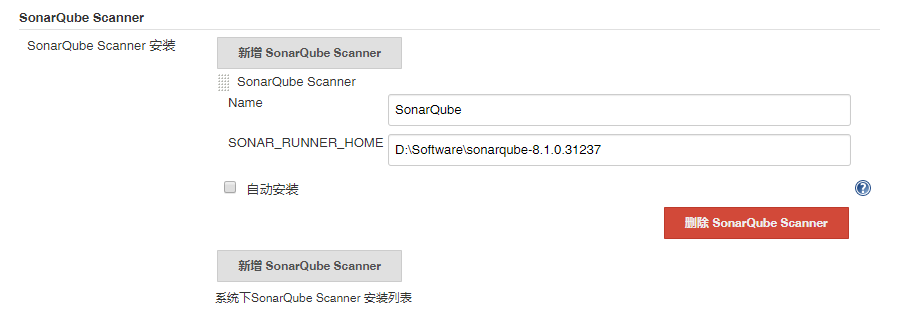 SonarQube Scanner
SonarQube Scanner 安装
新增 SonarQube Scanner
SonarQube Scanner
Name
SonarQube
SONAR_RUNNER_HOME
D:\Software\sonarqube-8.1.0.31237
自动安装
?
删除 SonarQube Scanner
新增 SonarQube Scanner
系统下SonarQube Scanner 安装列表